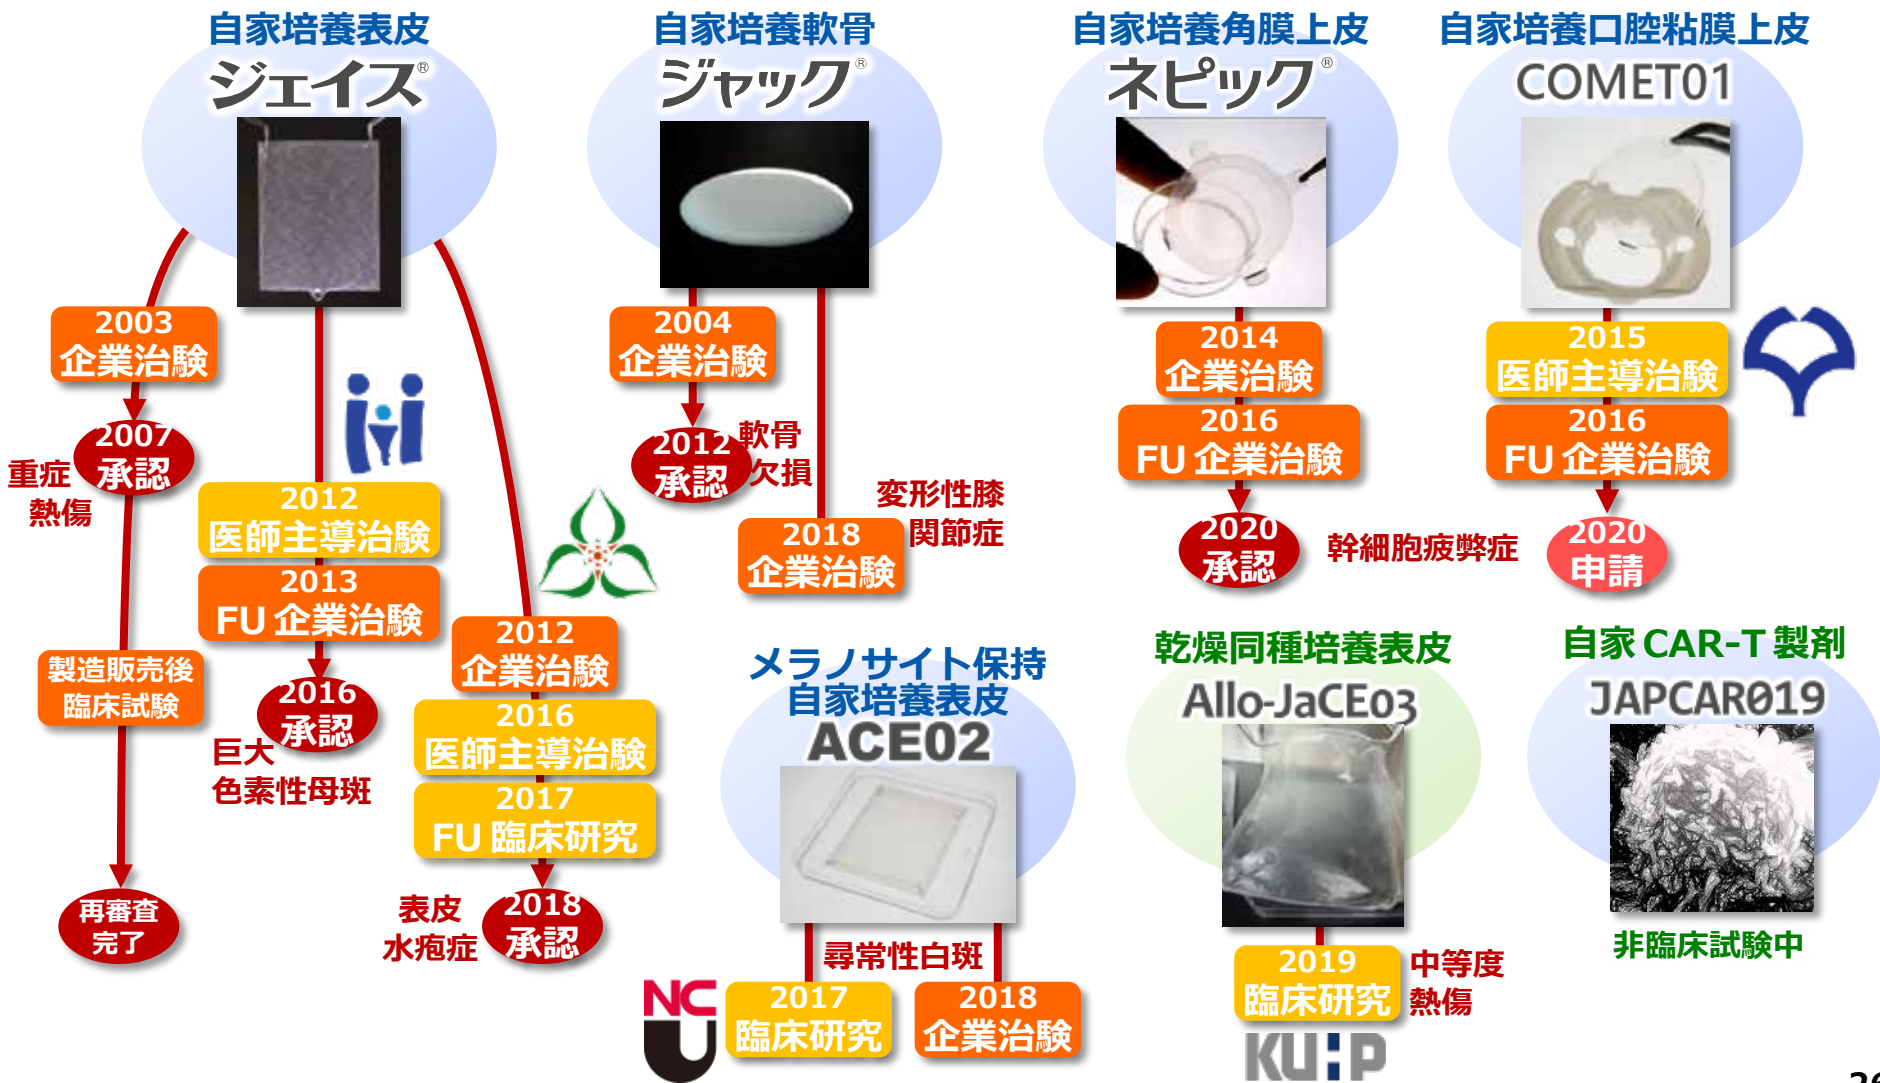 自家培養表皮
ジェイス®
2003
企業治験
2007
承認
重症
熱傷
製造販売後
臨床試験
再審査
完了
2012
医師主導治験
2013
FU 企業治験
2016
承認
巨大
色素性母斑
2012
企業治験
2016
医師主導治験
2017
FU 臨床研究
2018
承認
表皮
水疱症
自家培養軟骨
ジャック®
2004
企業治験
2012
承認
軟骨
欠損
2018
企業治験
変形性膝
関節症
自家培養角膜上皮
ネピック®
2014
企業治験
2016
FU 企業治験
2020
承認
幹細胞疲弊症
自家培養口腔粘膜上皮
COMET01
2015
医師主導治験
2016
FU 企業治験
2020
申請
メラノサイト保持
自家培養表皮
ACE02
尋常性白斑
NCU
2017
臨床研究
2018
企業治験
乾燥同種培養表皮
Allo-JaCE03
2019
臨床研究
中等度
熱傷
KUHP
自家 CAR-T 製剤
JAPCAR019
非臨床試験中